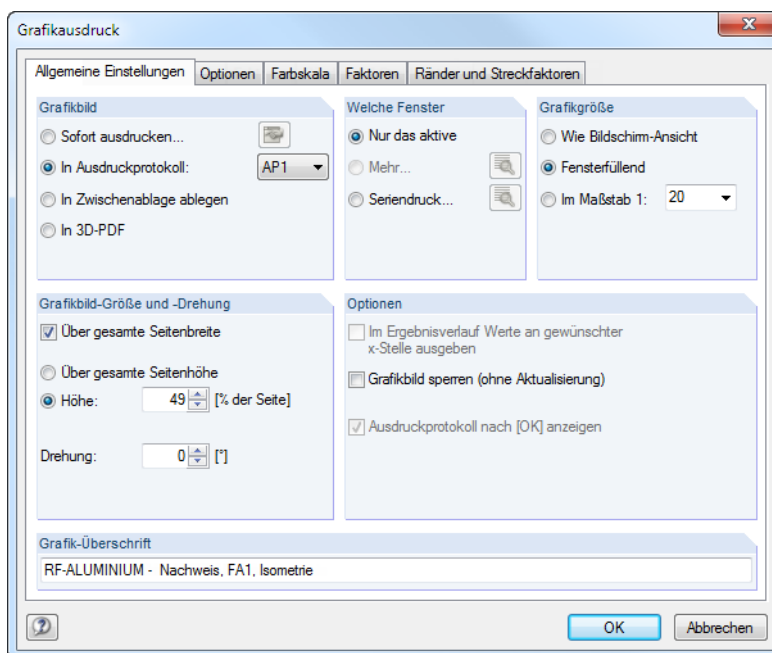 Grafikausdruck
Allgemeine Einstellungen
Optionen
Farbskala
Faktoren
Ränder und Streckfaktoren
Grafikbild
Sofort ausdrucken...
In Ausdruckprotokoll:
AP1
In Zwischenablage ablegen
In 3D-PDF
Welche Fenster
Nur das aktive
Mehr...
Seriendruck...
Grafikgröße
Wie Bildschirm-Ansicht
Fensterfüllend
Im Maßstab 1:
20
Grafikbild-Größe und -Drehung
Über gesamte Seitenbreite
Über gesamte Seitenhöhe
Höhe:
49
[% der Seite]
Drehung:
0
[°]
Optionen
Im Ergebnisverlauf Werte an gewünschter
x-Stelle ausgeben
Grafikbild sperren (ohne Aktualisierung)
Ausdruckprotokoll nach [OK] anzeigen
Grafik-Überschrift
RF-ALUMINIUM - Nachweis, FA1, Isometrie
OK
Abbrechen